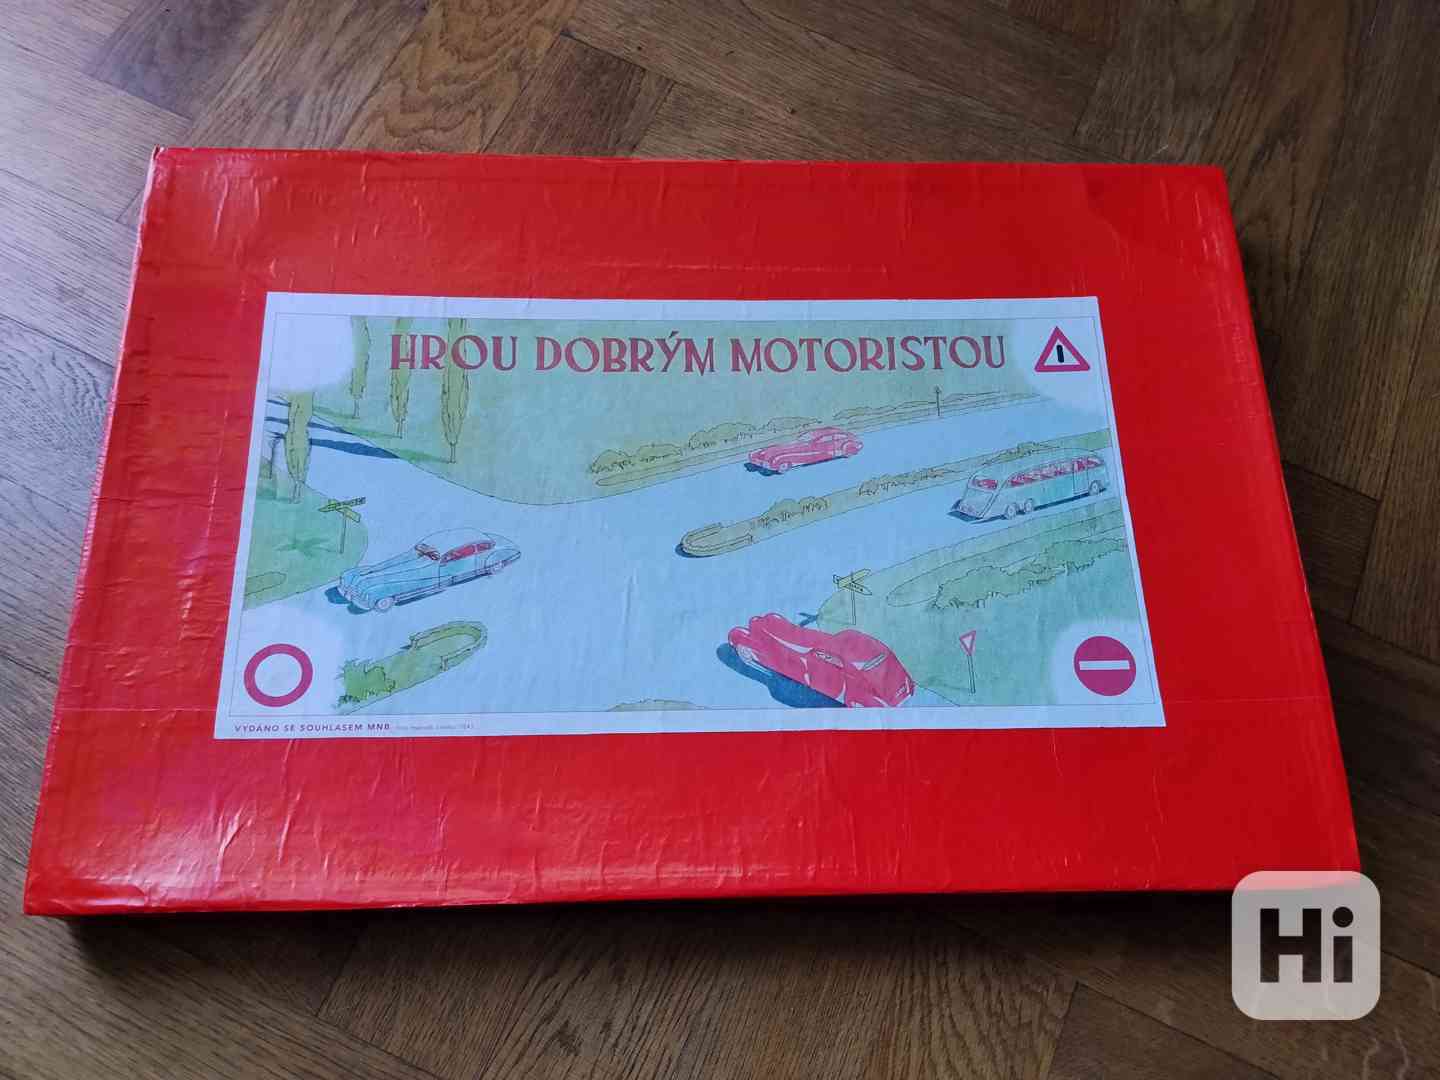 HROU DOBRÝM MOTORISTOU
VYDÁNO SE SOUHLASEM MNB
Hi